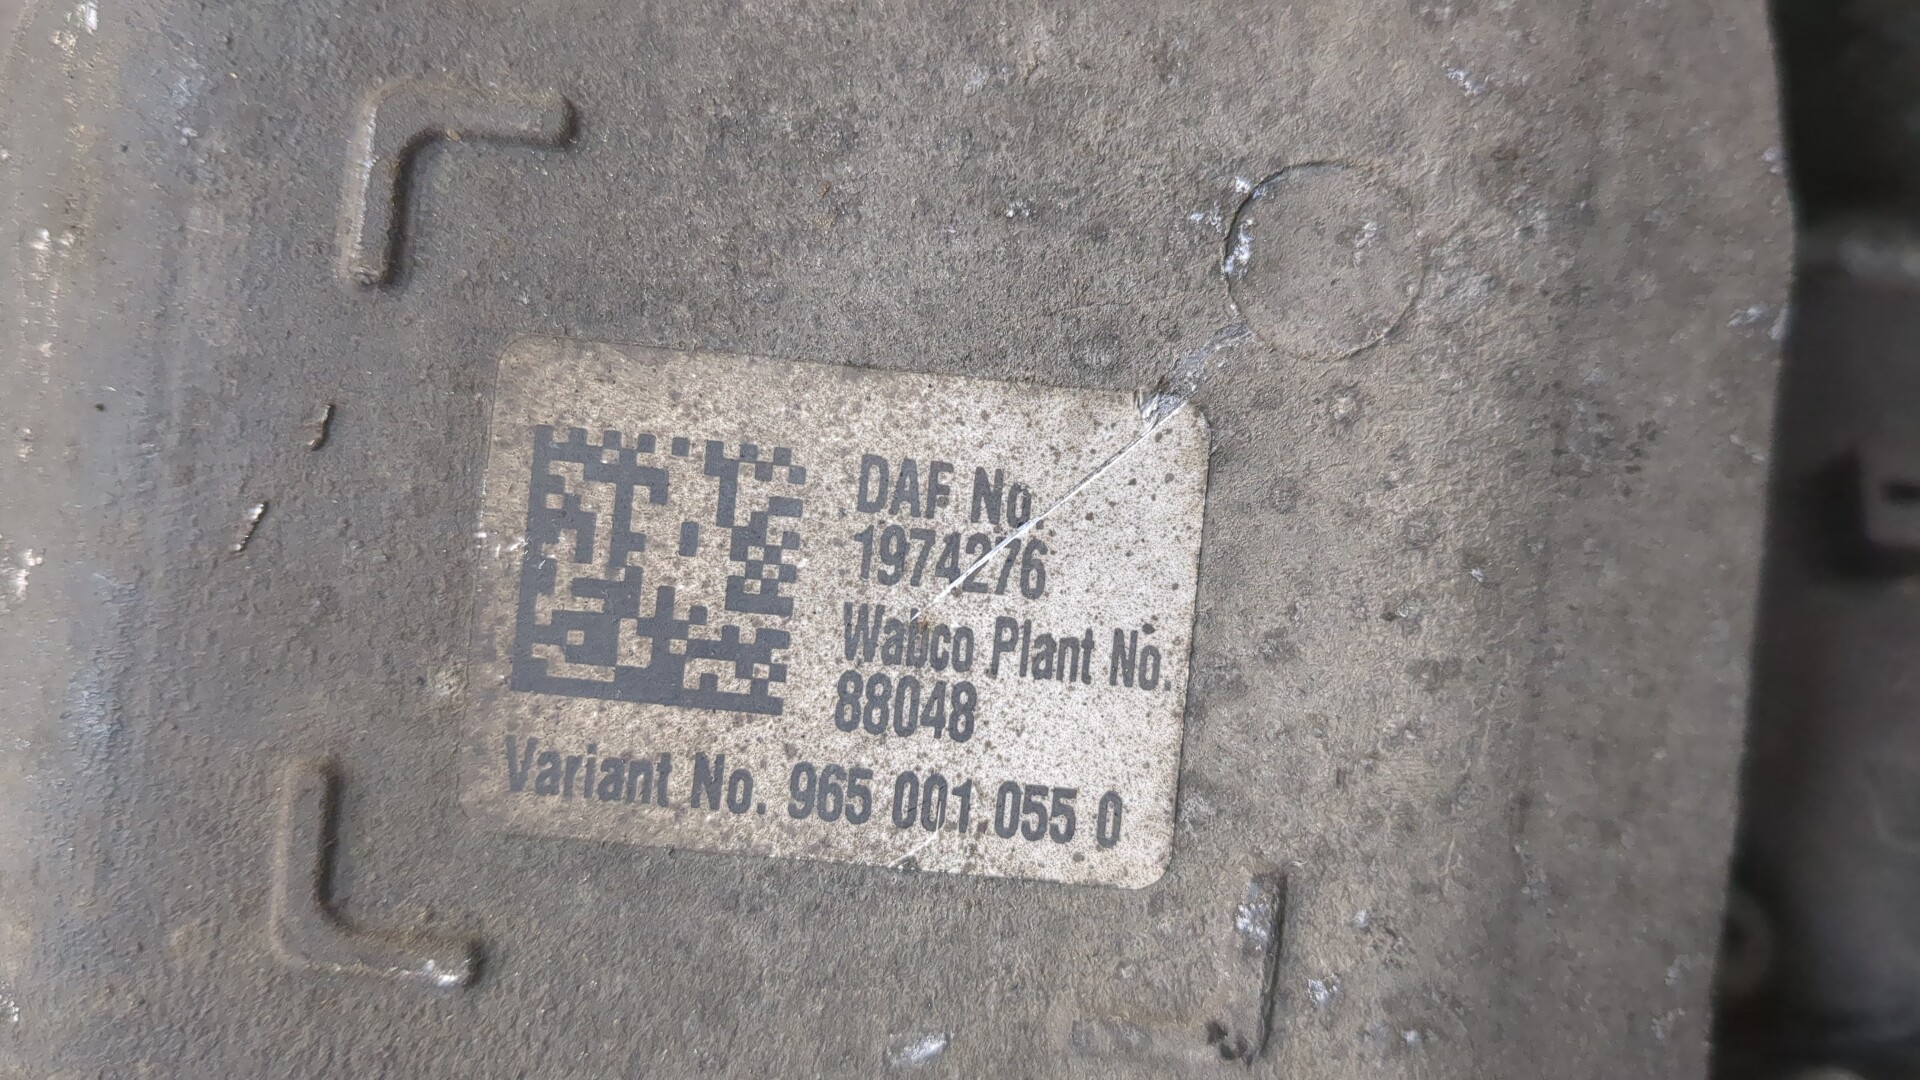 DAF No.
1974276
Wabco Plant No.
88048
Variant No. 965 001.055 0